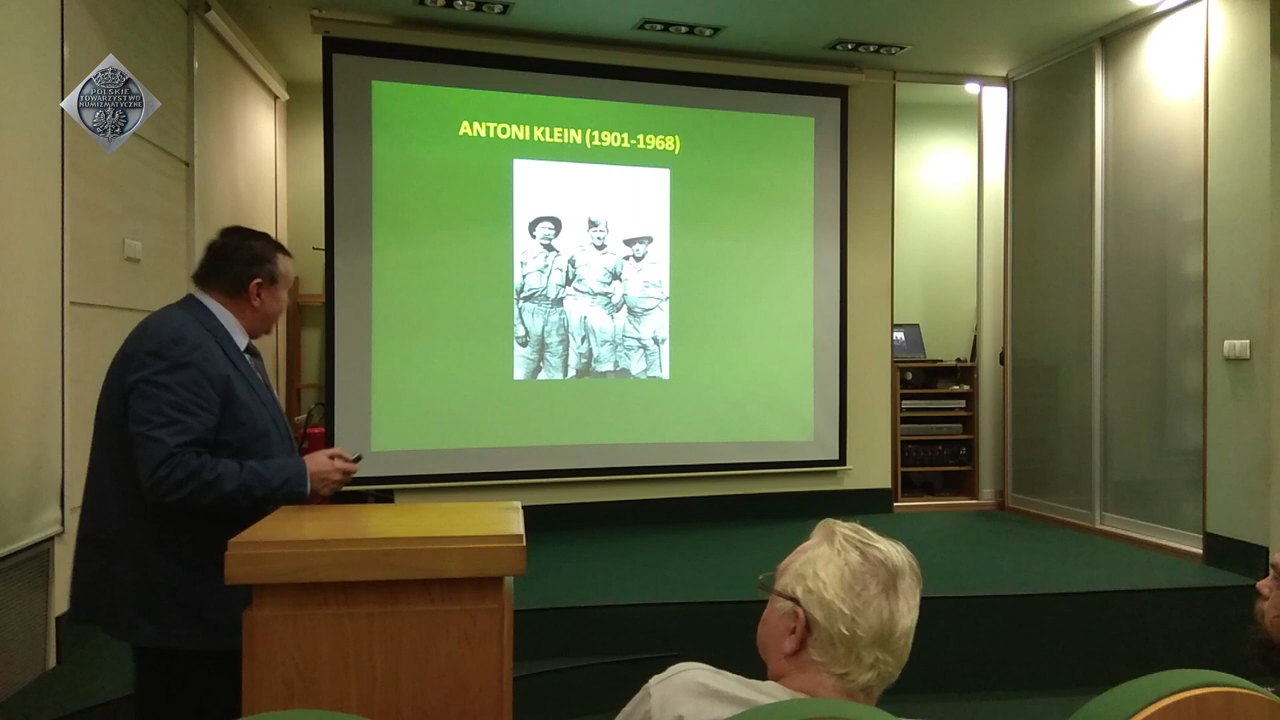 POLSKIE
TOWARZYSTWO
NUMIZMATYCZNE
ANTONI KLEIN (1901-1968)